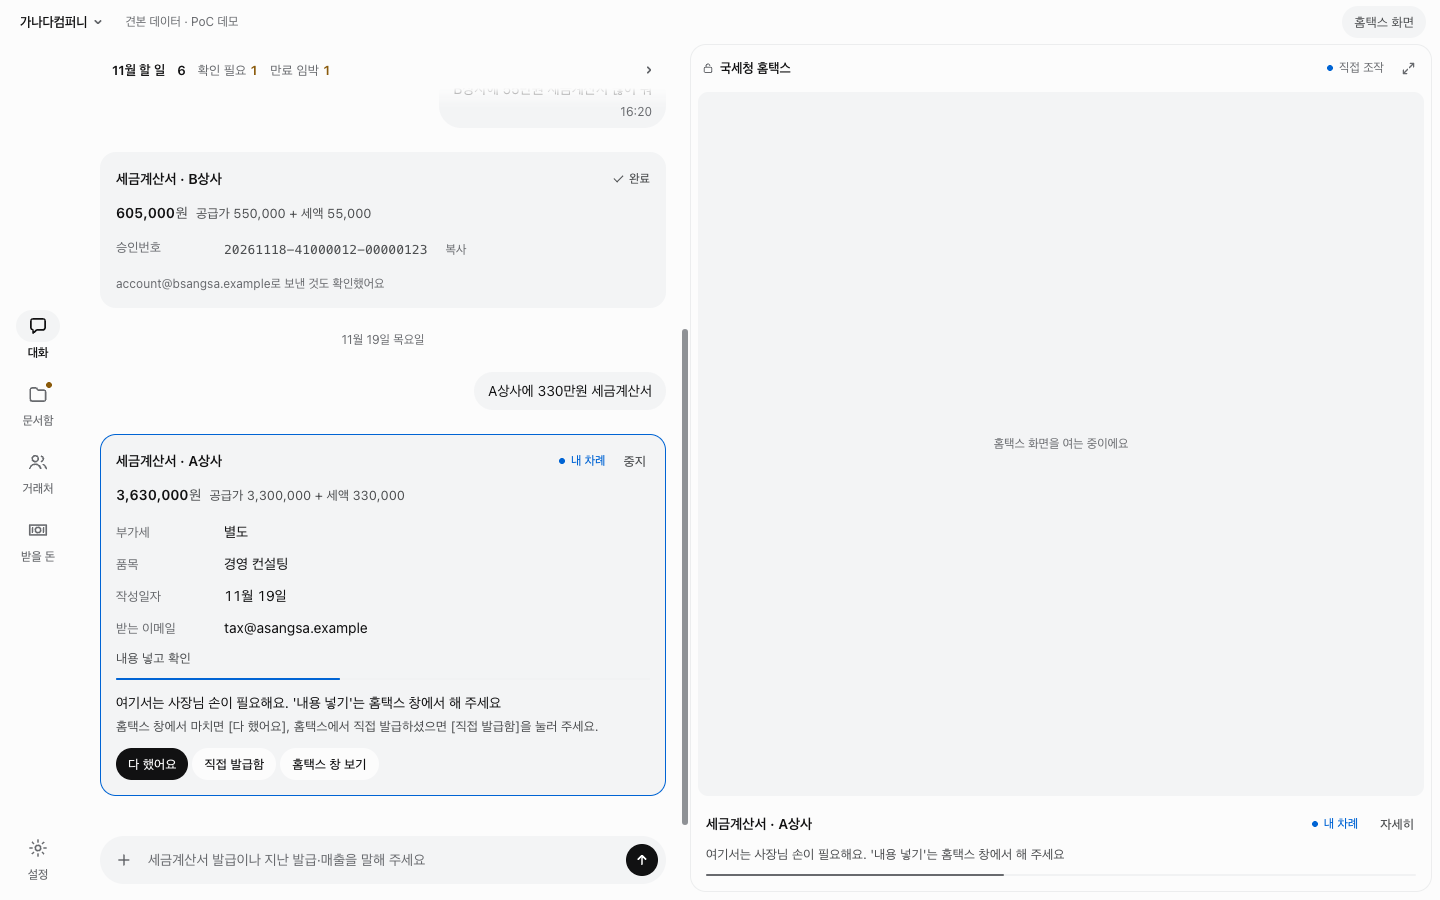 가나다컴퍼니
견본 데이터 · PoC 데모
홈택스 화면
11월 할 일 6 확인 필요 1 만료 임박 1
16:20
세금계산서 · B상사
완료
605,000원 공급가 550,000 + 세액 55,000
승인번호 20261118-41000012-00000123 복사
account@bsangsa.example로 보낸 것도 확인했어요
11월 19일 목요일
A상사에 330만원 세금계산서
세금계산서 · A상사
내 차례 중지
3,630,000원 공급가 3,300,000 + 세액 330,000
부가세 별도
품목 경영 컨설팅
작성일자 11월 19일
받는 이메일 tax@asangsa.example
내용 넣고 확인
여기서는 사장님 손이 필요해요. '내용 넣기'는 홈택스 창에서 해 주세요
홈택스 창에서 마치면 [다 했어요], 홈택스에서 직접 발급하셨으면 [직접 발급함]을 눌러 주세요.
다 했어요 직접 발급함 홈택스 창 보기
세금계산서 발급이나 지난 발급·매출을 말해 주세요
대화
문서함
거래처
받을 돈
설정
국세청 홈택스
직접 조작
홈택스 화면을 여는 중이에요
세금계산서 · A상사
내 차례 자세히
여기서는 사장님 손이 필요해요. '내용 넣기'는 홈택스 창에서 해 주세요